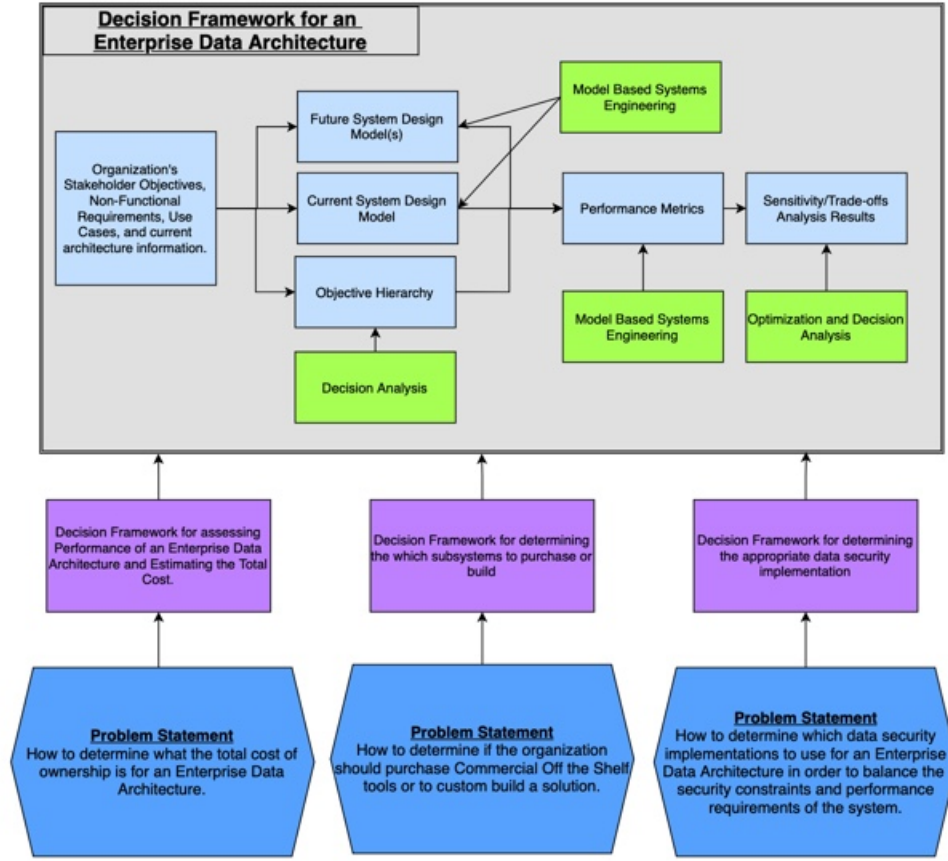 Decision Framework for an
Enterprise Data Architecture
Model Based Systems
Engineering
Future System Design
Model(s)
Organization's
Stakeholder Objectives,
Non-Functional
Requirements, Use
Cases, and current
architecture information.
Current System Design
Model
Performance Metrics
Sensitivity/Trade-offs
Analysis Results
Objective Hierarchy
Model Based Systems
Engineering
Optimization and Decision
Analysis
Decision Analysis
Decision Framework for assessing
Performance of an Enterprise Data
Architecture and Estimating the Total
Cost.
Decision Framework for determining
the which subsystems to purchase or
build
Decision Framework for determining
the appropriate data security
implementation
Problem Statement
How to determine what the total cost of
ownership is for an Enterprise Data
Architecture.
Problem Statement
How to determine if the organization
should purchase Commercial Off the Shelf
tools or to custom build a solution.
Problem Statement
How to determine which data security
implementations to use for an Enterprise
Data Architecture in order to balance the
security constraints and performance
requirements of the system.